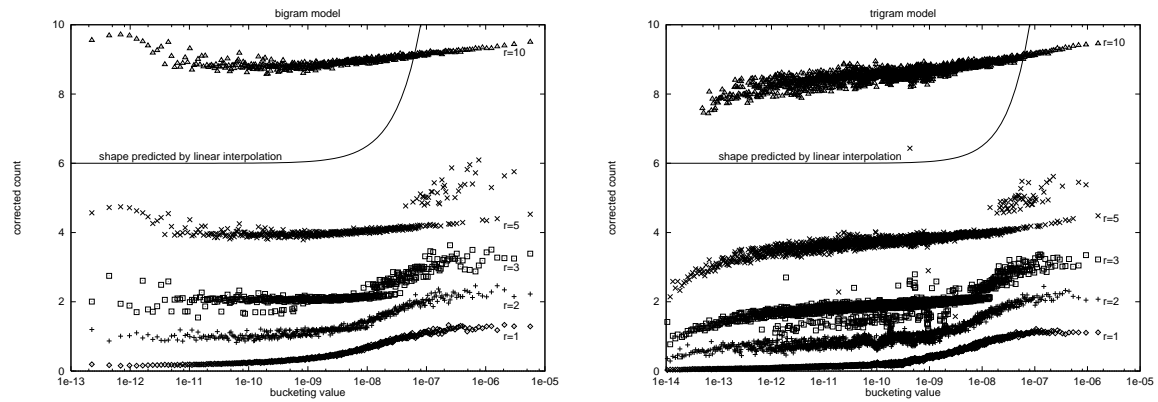 bigram model
10
8
6
4
2
0
corrected count
r=10
shape predicted by linear interpolation
r=5
r=3
r=2
r=1
1e-13 1e-12 1e-11 1e-10 1e-09 1e-08 1e-07 1e-06 1e-05
bucketing value
trigram model
10
8
6
4
2
0
corrected count
r=10
shape predicted by linear interpolation
r=5
r=3
r=2
r=1
1e-14 1e-13 1e-12 1e-11 1e-10 1e-09 1e-08 1e-07 1e-06 1e-05
bucketing value